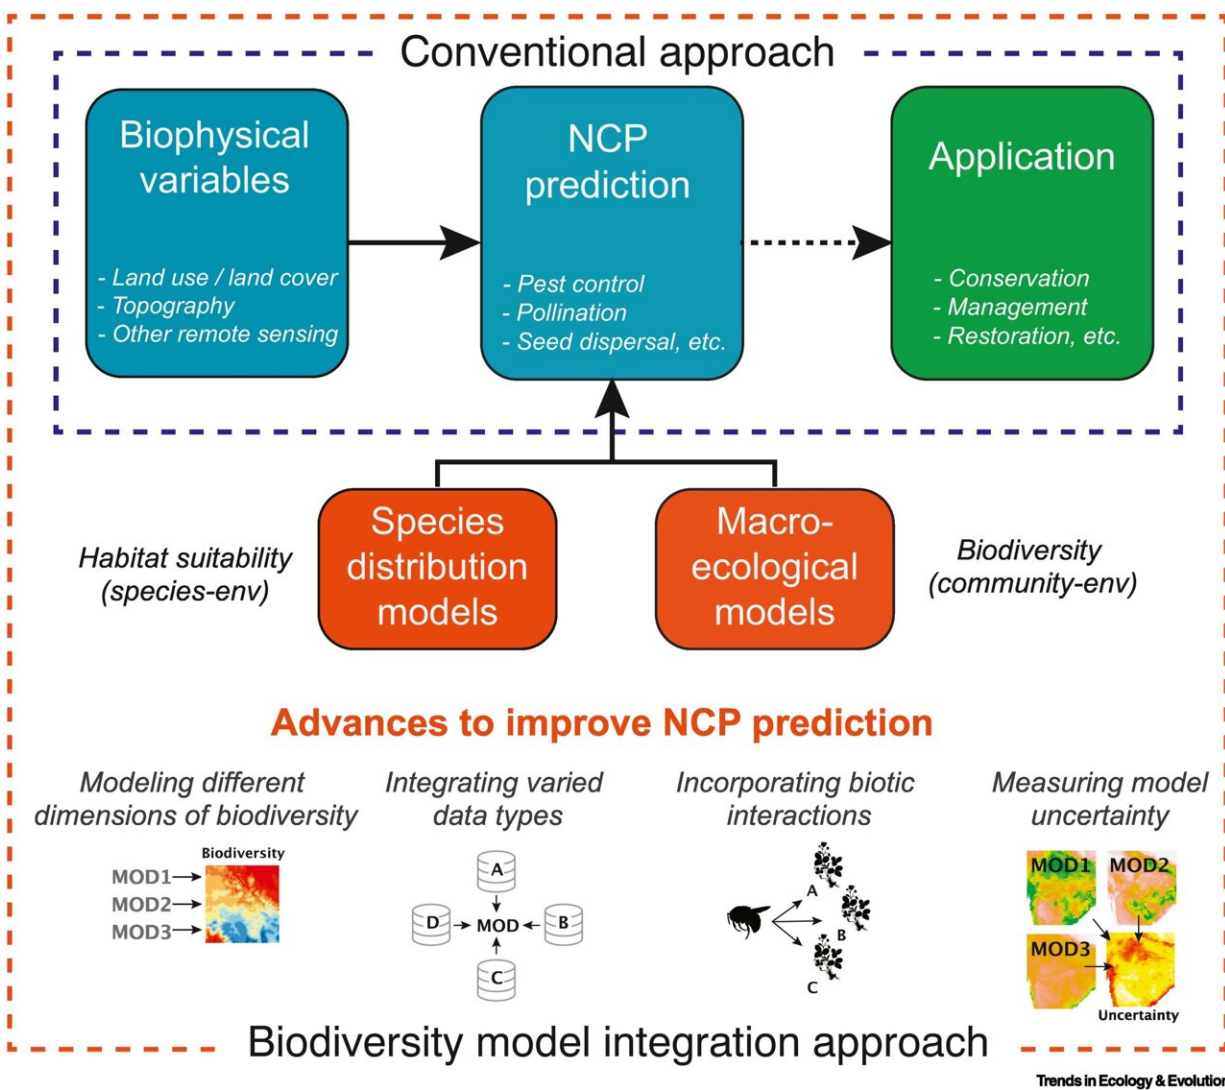 Conventional approach
Biophysical
variables
- Land use / land cover
- Topography
- Other remote sensing
NCP
prediction
- Pest control
- Pollination
- Seed dispersal, etc.
Application
- Conservation
- Management
- Restoration, etc.
Habitat suitability
(species-env)
Species
distribution
models
Macro-
ecological
models
Biodiversity
(community-env)
Advances to improve NCP prediction
Modeling different
dimensions of biodiversity
Biodiversity
MOD1
MOD2
MOD3
Integrating varied
data types
A
D MOD B
C
Incorporating biotic
interactions
A
B
C
Measuring model
uncertainty
MOD1 MOD2
MOD3
Uncertainty
Biodiversity model integration approach
Trends in Ecology & Evolution